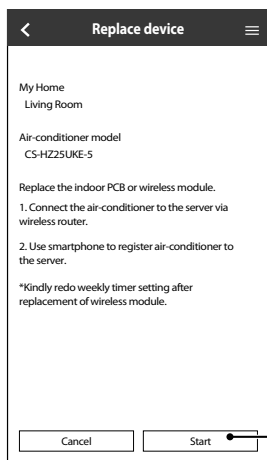 Replace device
My Home
Living Room
Air-conditioner model
CS-HZ25UKE-5
Replace the indoor PCB or wireless module.
1. Connect the air-conditioner to the server via
wireless router.
2. Use smartphone to register air-conditioner to
the server.
*Kindly redo weekly timer setting after
replacement of wireless module.
Cancel Start